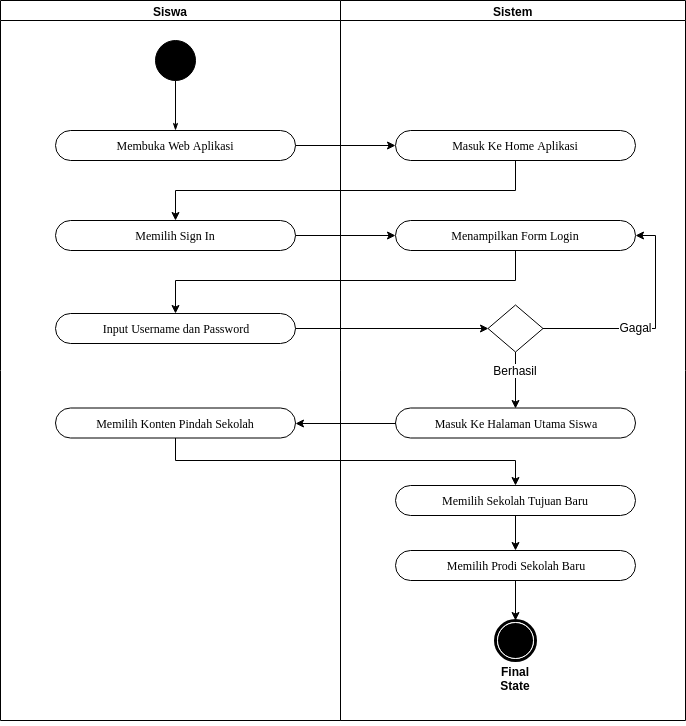 Siswa
Sistem
Membuka Web Aplikasi
Masuk Ke Home Aplikasi
Memilih Sign In
Menampilkan Form Login
Input Username dan Password
Gagal
Berhasil
Memilih Konten Pindah Sekolah
Masuk Ke Halaman Utama Siswa
Memilih Sekolah Tujuan Baru
Memilih Prodi Sekolah Baru
Final
State